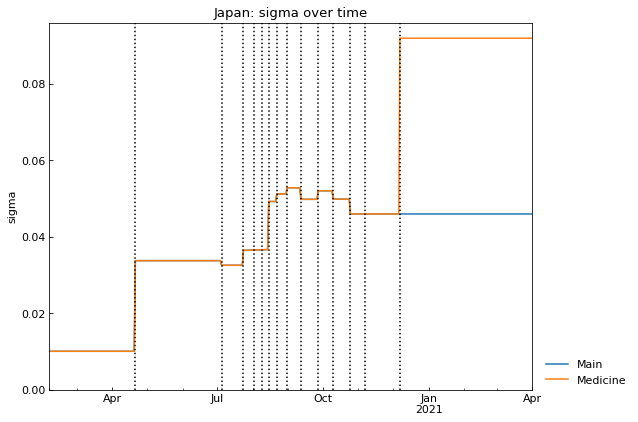 Japan: sigma over time
sigma
0.08
0.06
0.04
0.02
0.00
Apr
Jul
Oct
Jan
2021
Apr
Main
Medicine